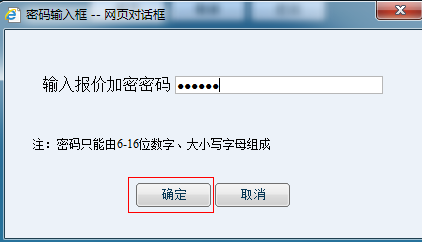 密码输入框 -- 网页对话框
输入报价加密密码 ●●●●●●
注：密码只能由6-16位数字、大小写字母组成
确定 取消